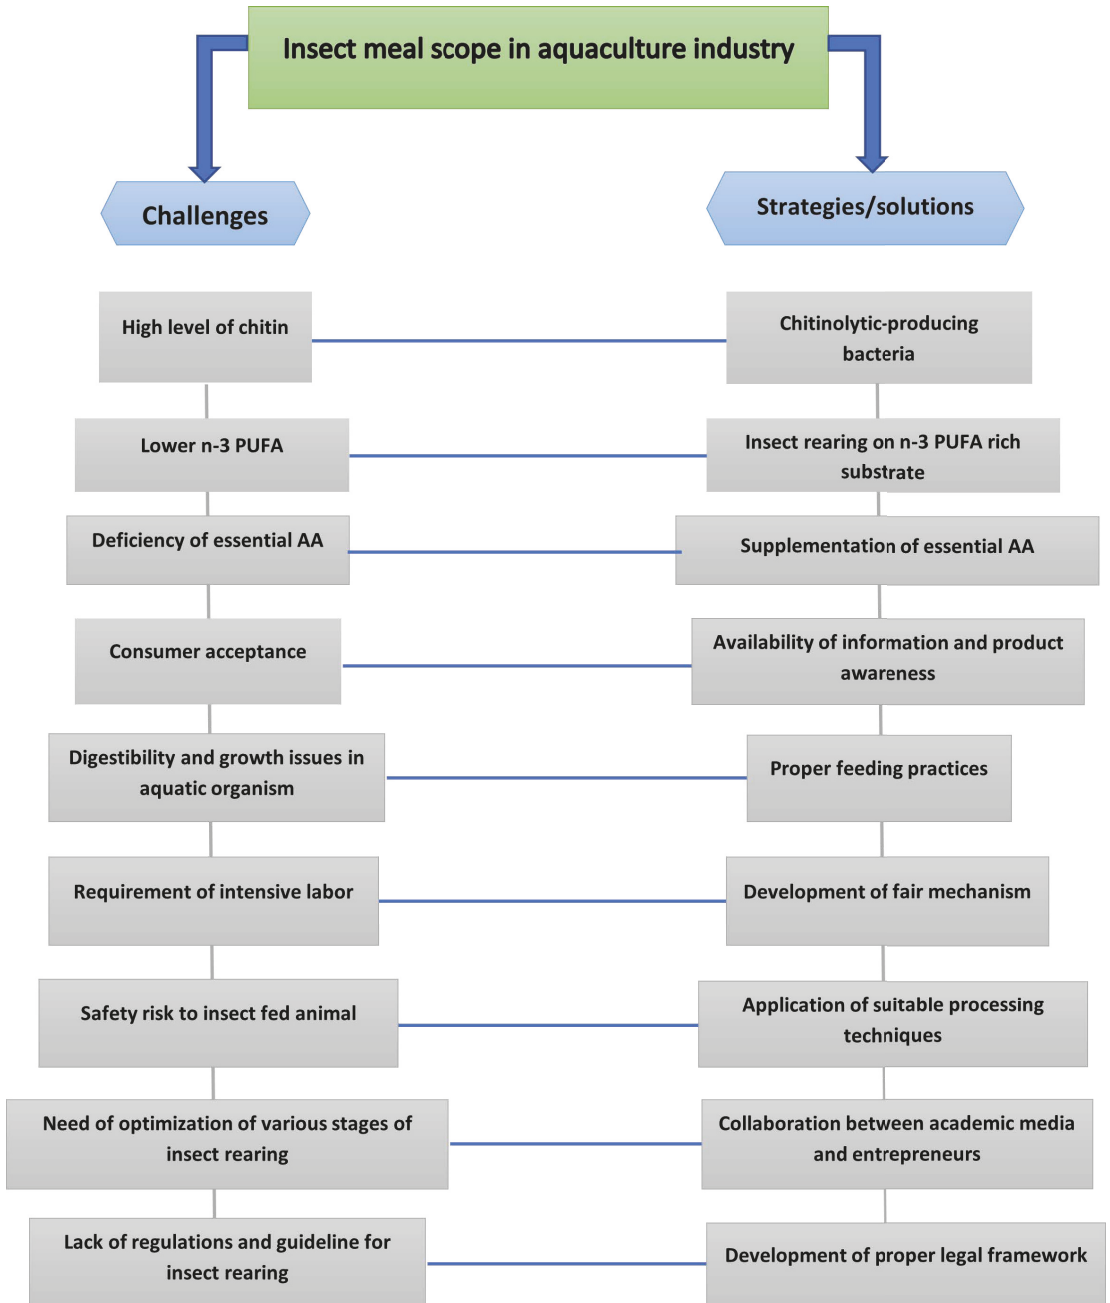 Insect meal scope in aquaculture industry
Challenges
Strategies/solutions
High level of chitin
Chitinolytic-producing
bacteria
Lower n-3 PUFA
Insect rearing on n-3 PUFA rich
substrate
Deficiency of essential AA
Supplementation of essential AA
Consumer acceptance
Availability of information and product
awareness
Digestibility and growth issues in
aquatic organism
Proper feeding practices
Requirement of intensive labor
Development of fair mechanism
Safety risk to insect fed animal
Application of suitable processing
techniques
Need of optimization of various stages of
insect rearing
Collaboration between academic media
and entrepreneurs
Lack of regulations and guideline for
insect rearing
Development of proper legal framework